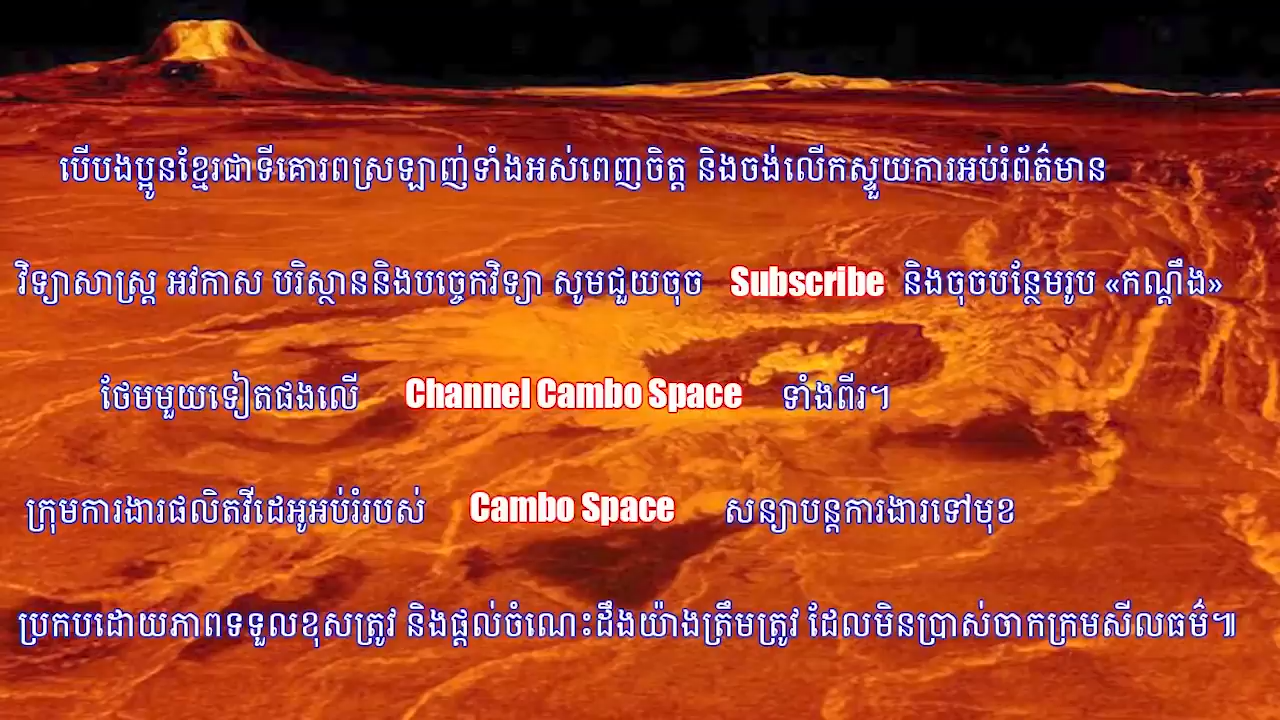 បើបងប្អូនខ្មែរជាទីគោរពស្រឡាញ់ទាំងអស់ពេញចិត្ត និងចង់លើកស្ទួយការអប់រំព័ត៌មាន
វិទ្យាសាស្ត្រ អវកាស បរិស្ថាននិងបច្ចេកវិទ្យា សូមជួយចុច Subscribe និងចុចបន្ថែមរូប «កណ្ដឹង»
ថែមមួយទៀតផងលើ Channel Cambo Space ទាំងពីរ។
ក្រុមការងារផលិតវីដេអូអប់រំរបស់ Cambo Space សន្យាបន្តការងារទៅមុខ
ប្រកបដោយភាពទទួលខុសត្រូវ និងផ្ដល់ចំណេះដឹងយ៉ាងត្រឹមត្រូវ ដែលមិនប្រាស់ចាកក្រមសីលធម៌៕